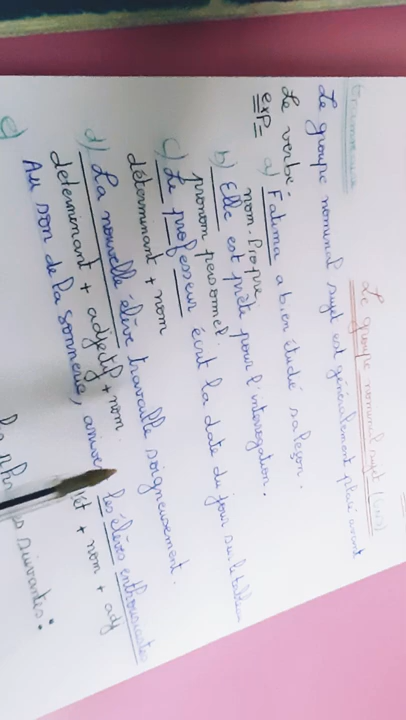 Grammaire
Le groupe nominal sujet (GNS)
Le groupe nominal sujet est généralement placé avant
Le verbe.
exp= a) Fatima a bien étudié sa leçon.
nom. Propre
b) Elle est prête pour l'interrogation.
pronom personnel
c) Le professeur écrit la date du jour sur le tableau
déterminant + nom
d) La nouvelle élève travaille soigneusement.
determinant + adjectif + nom
Au son de la sonnerie, les élèves enthousiastes
dét + nom + adj
e)
suivantes: